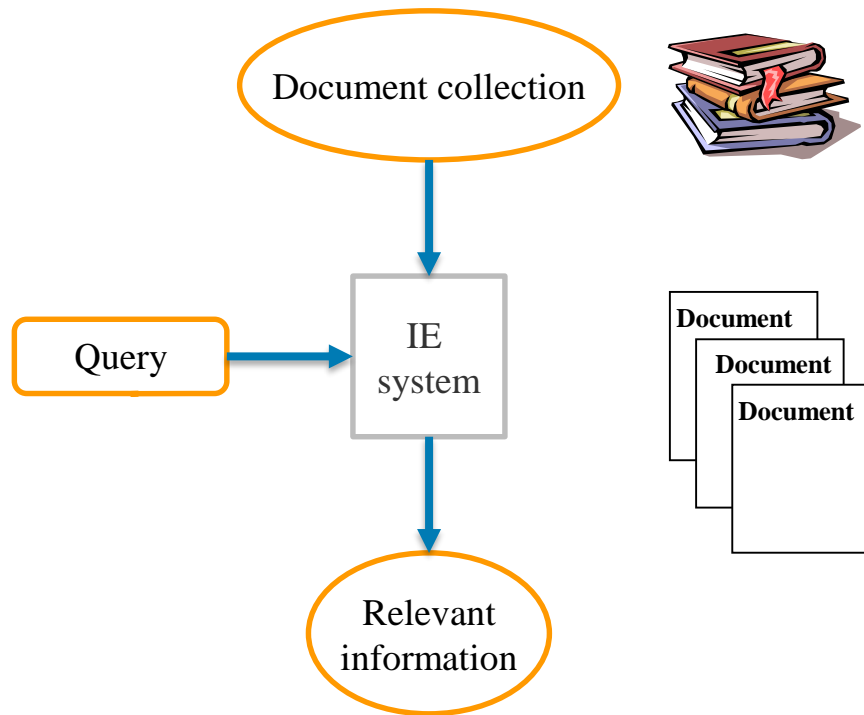 Document collection
Query
IE
system
Document
Document
Document
Relevant
information